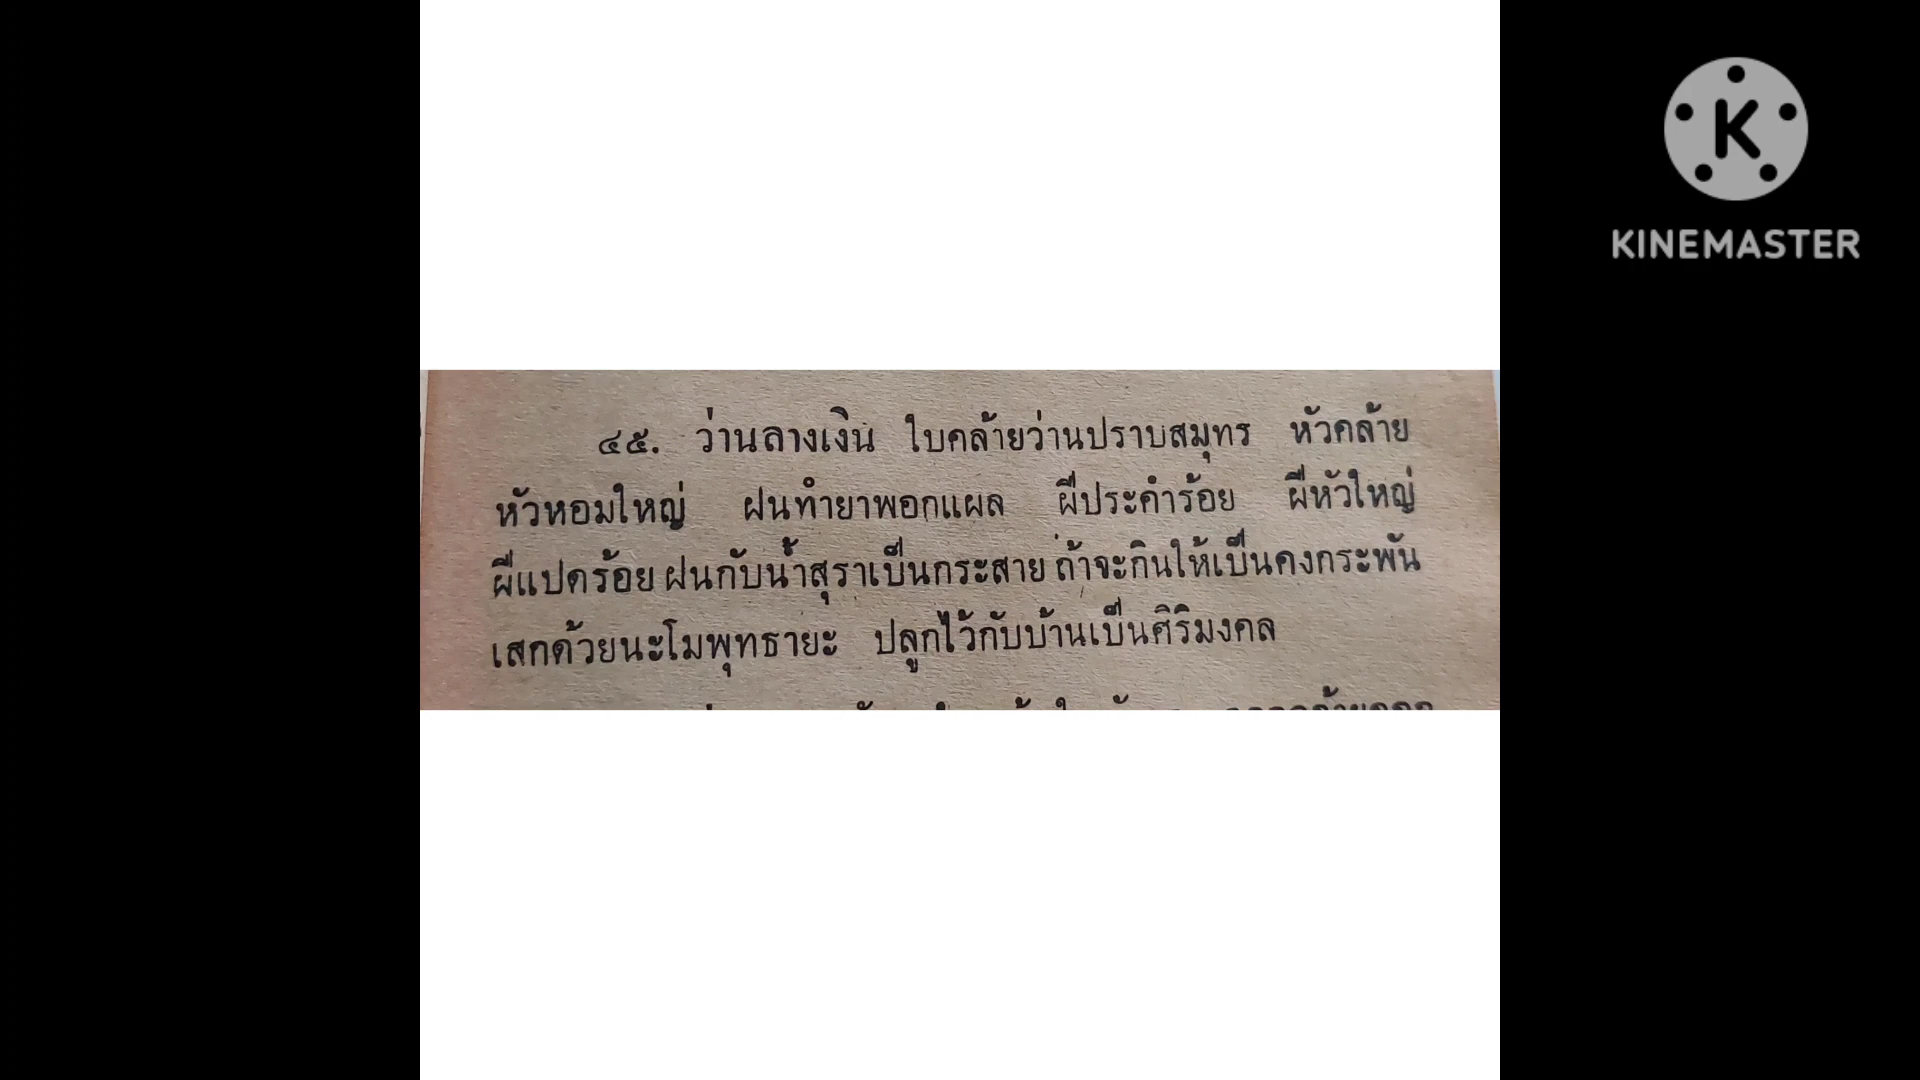 ๔๕. ว่านลางเงิน ใบคล้ายว่านปราบสมุทร หัวคล้าย
หัวหอมใหญ่ ฝนทำยาพอกแผล ผีประคำร้อย ผีหัวใหญ่
ผีแปดร้อย ฝนกับน้ำสุราเป็นกระสาย ถ้าจะกินให้เป็นคงกระพัน
เสกด้วยนะโมพุทธายะ ปลูกไว้กับบ้านเป็นศิริมงคล
KINEMASTER